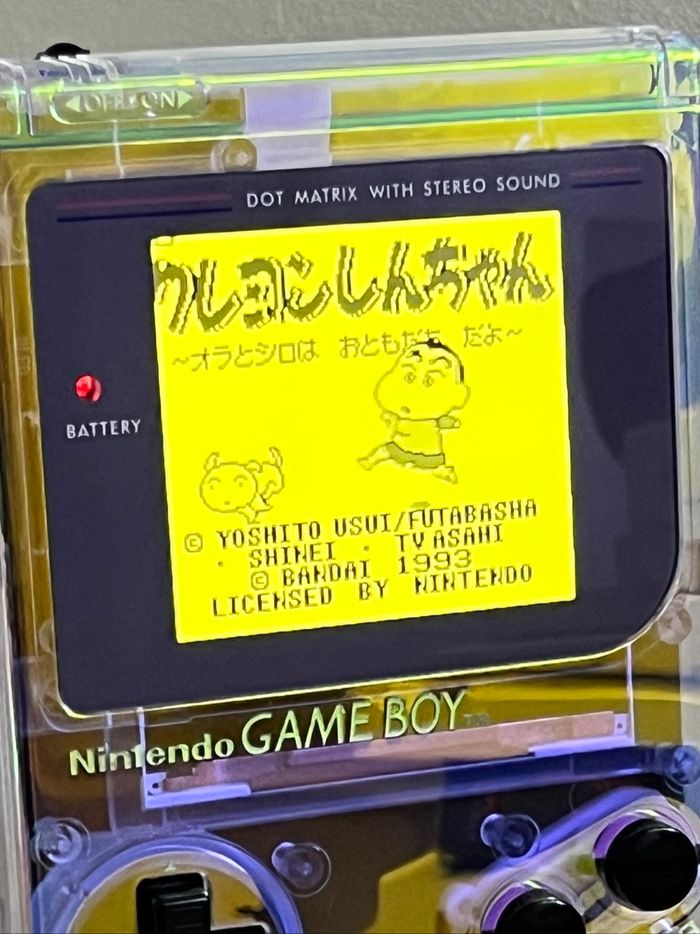 OFF•ON
DOT MATRIX WITH STEREO SOUND
クレヨンしんちゃん
~オラとシロは おともだち だよ~
BATTERY
© YOSHITO USUI/FUTABASHA
・ SHINEI ・ TV ASAHI
© BANDAI 1993
LICENSED BY NINTENDO
Nintendo GAME BOY™